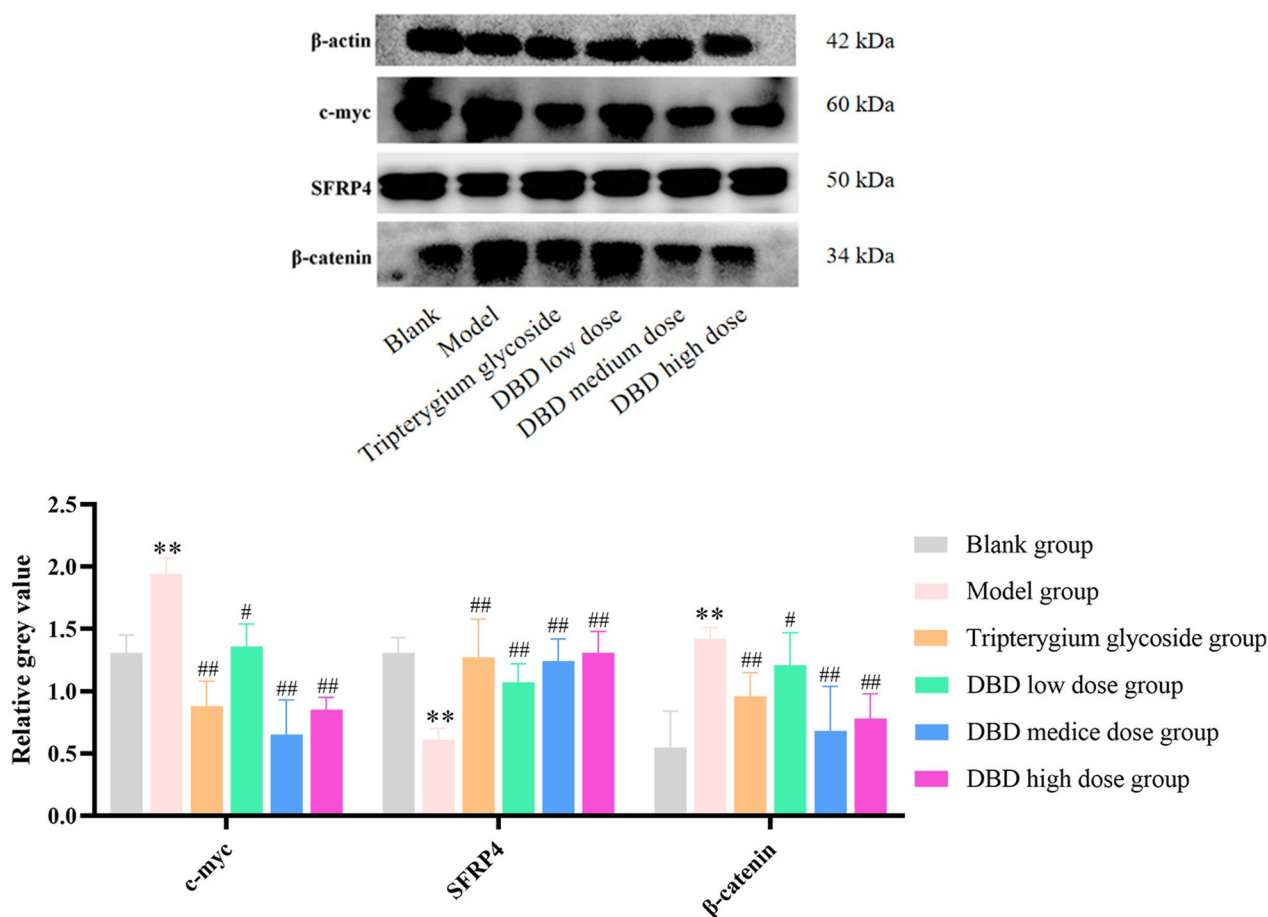 β-actin 42 kDa
c-myc 60 kDa
SFRP4 50 kDa
β-catenin 34 kDa
Blank
Model
Tripterygium glycoside
DBD low dose
DBD medium dose
DBD high dose
Relative grey value
2.5
2.0
1.5
1.0
0.5
0.0
**
##
#
##
##
**
##
##
##
##
**
##
#
##
##
c-myc
SFRP4
β-catenin
Blank group
Model group
Tripterygium glycoside group
DBD low dose group
DBD medice dose group
DBD high dose group